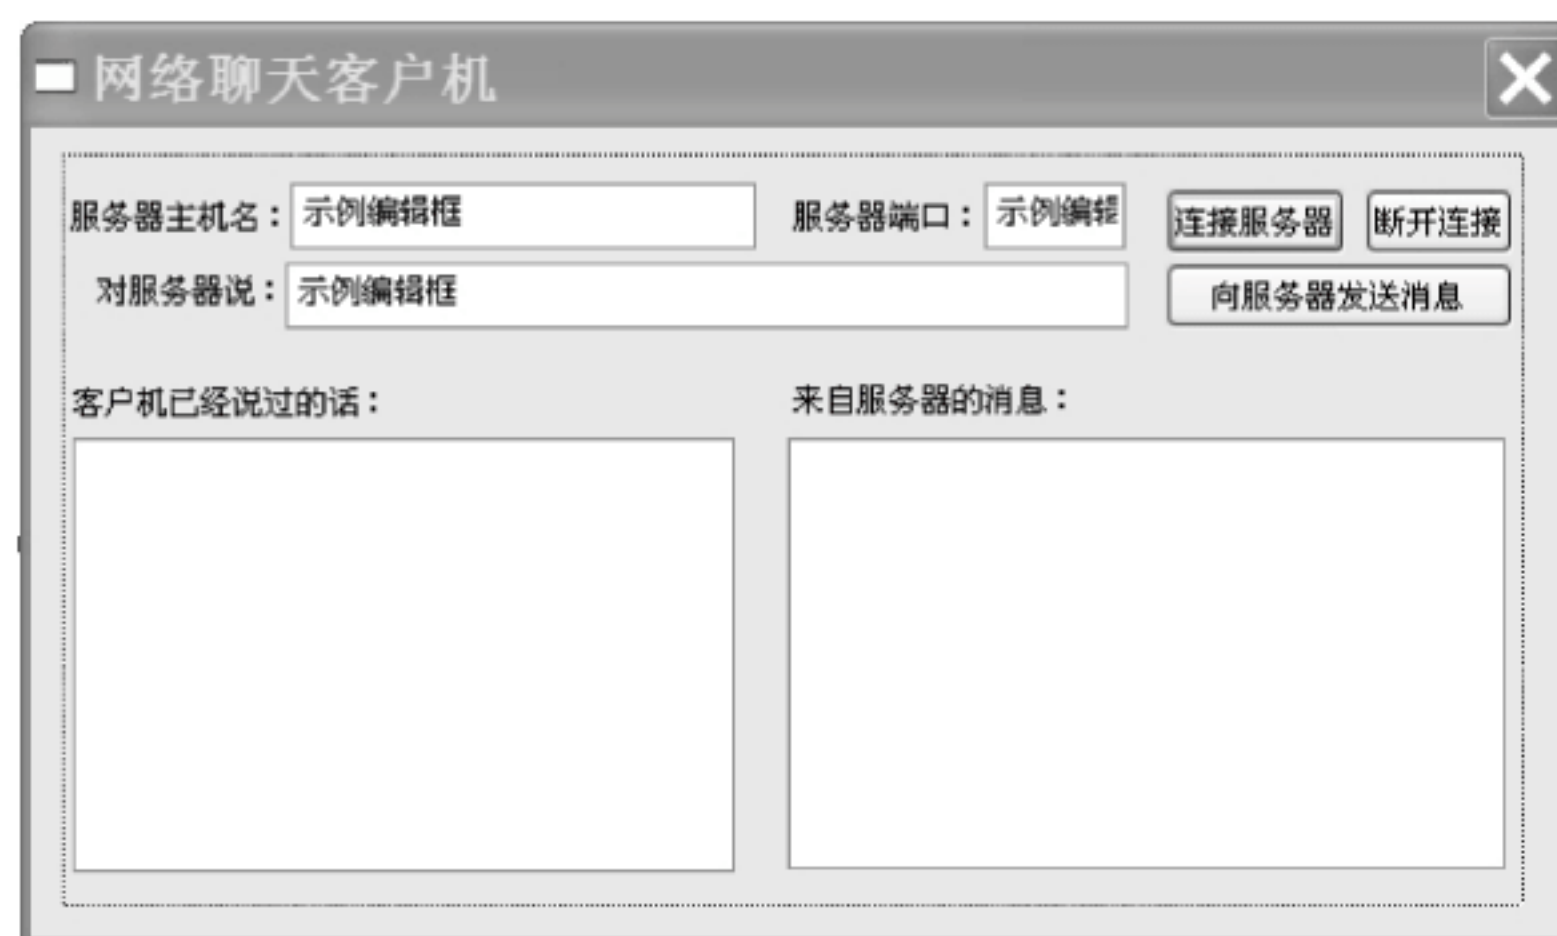 网络聊天客户机
服务器主机名： 示例编辑框 服务器端口： 示例编辑 连接服务器 断开连接
对服务器说： 示例编辑框 向服务器发送消息
客户机已经说过的话： 来自服务器的消息：